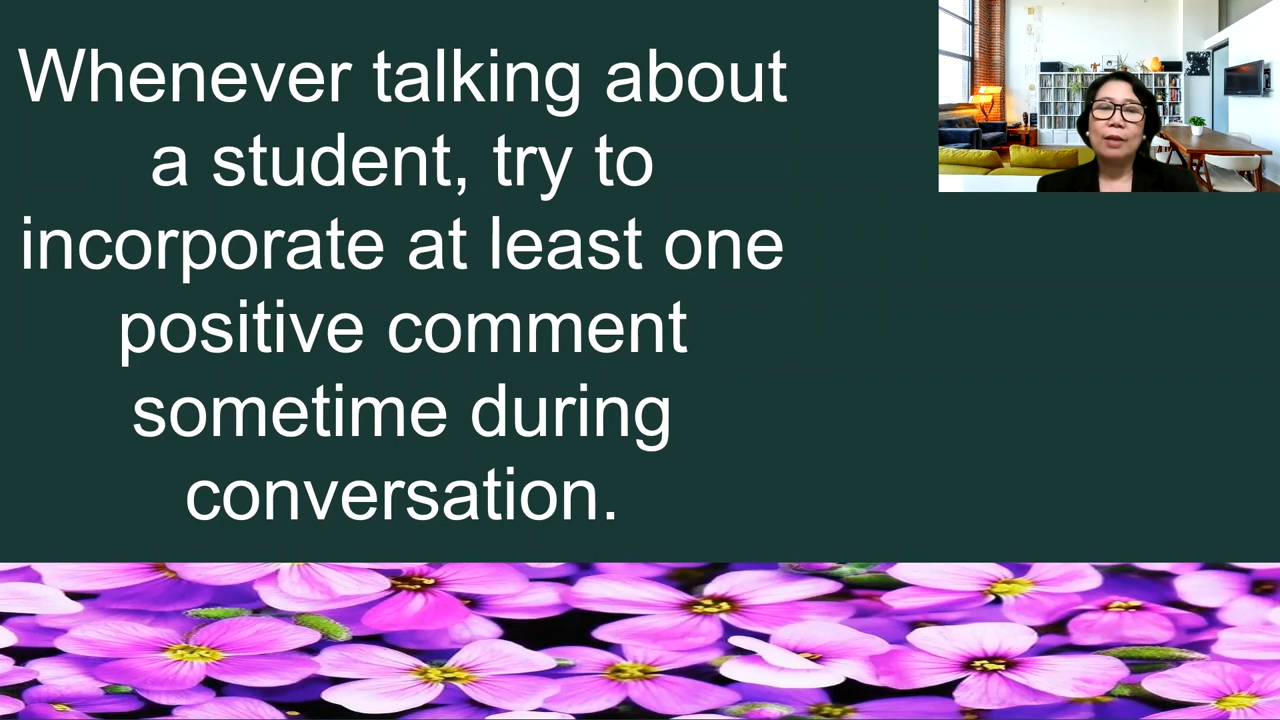 Whenever talking about
a student, try to
incorporate at least one
positive comment
sometime during
conversation.